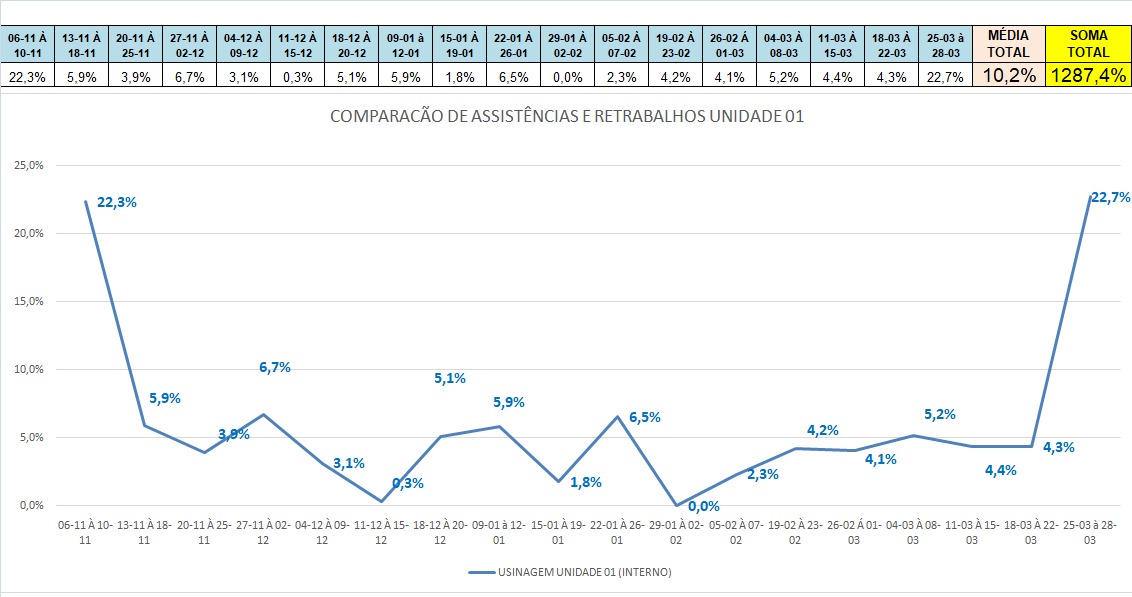 06-11 À 10-11
13-11 À 18-11
20-11 À 25-11
27-11 À 02-12
04-12 À 09-12
11-12 À 15-12
18-12 À 20-12
09-01 à 12-01
15-01 À 19-01
22-01 À 26-01
29-01 À 02-02
05-02 À 07-02
19-02 À 23-02
26-02 Á 01-03
04-03 À 08-03
11-03 À 15-03
18-03 À 22-03
25-03 à 28-03
MÉDIA TOTAL
SOMA TOTAL
22,3% 5,9% 3,9% 6,7% 3,1% 0,3% 5,1% 5,9% 1,8% 6,5% 0,0% 2,3% 4,2% 4,1% 5,2% 4,4% 4,3% 22,7% 10,2% 1287,4%
COMPARACÃO DE ASSISTÊNCIAS E RETRABALHOS UNIDADE 01
25,0%
20,0%
15,0%
10,0%
5,0%
0,0%
22,3%
5,9%
3,9%
6,7%
3,1%
0,3%
5,1%
5,9%
1,8%
6,5%
0,0%
2,3%
4,2%
4,1%
5,2%
4,4%
4,3%
22,7%
06-11 À 10-11
13-11 À 18-11
20-11 À 25-11
27-11 À 02-12
04-12 À 09-12
11-12 À 15-12
18-12 À 20-12
09-01 à 12-01
15-01 À 19-01
22-01 À 26-01
29-01 À 02-02
05-02 À 07-02
19-02 À 23-02
26-02 Á 01-03
04-03 À 08-03
11-03 À 15-03
18-03 À 22-03
25-03 à 28-03
USINAGEM UNIDADE 01 (INTERNO)